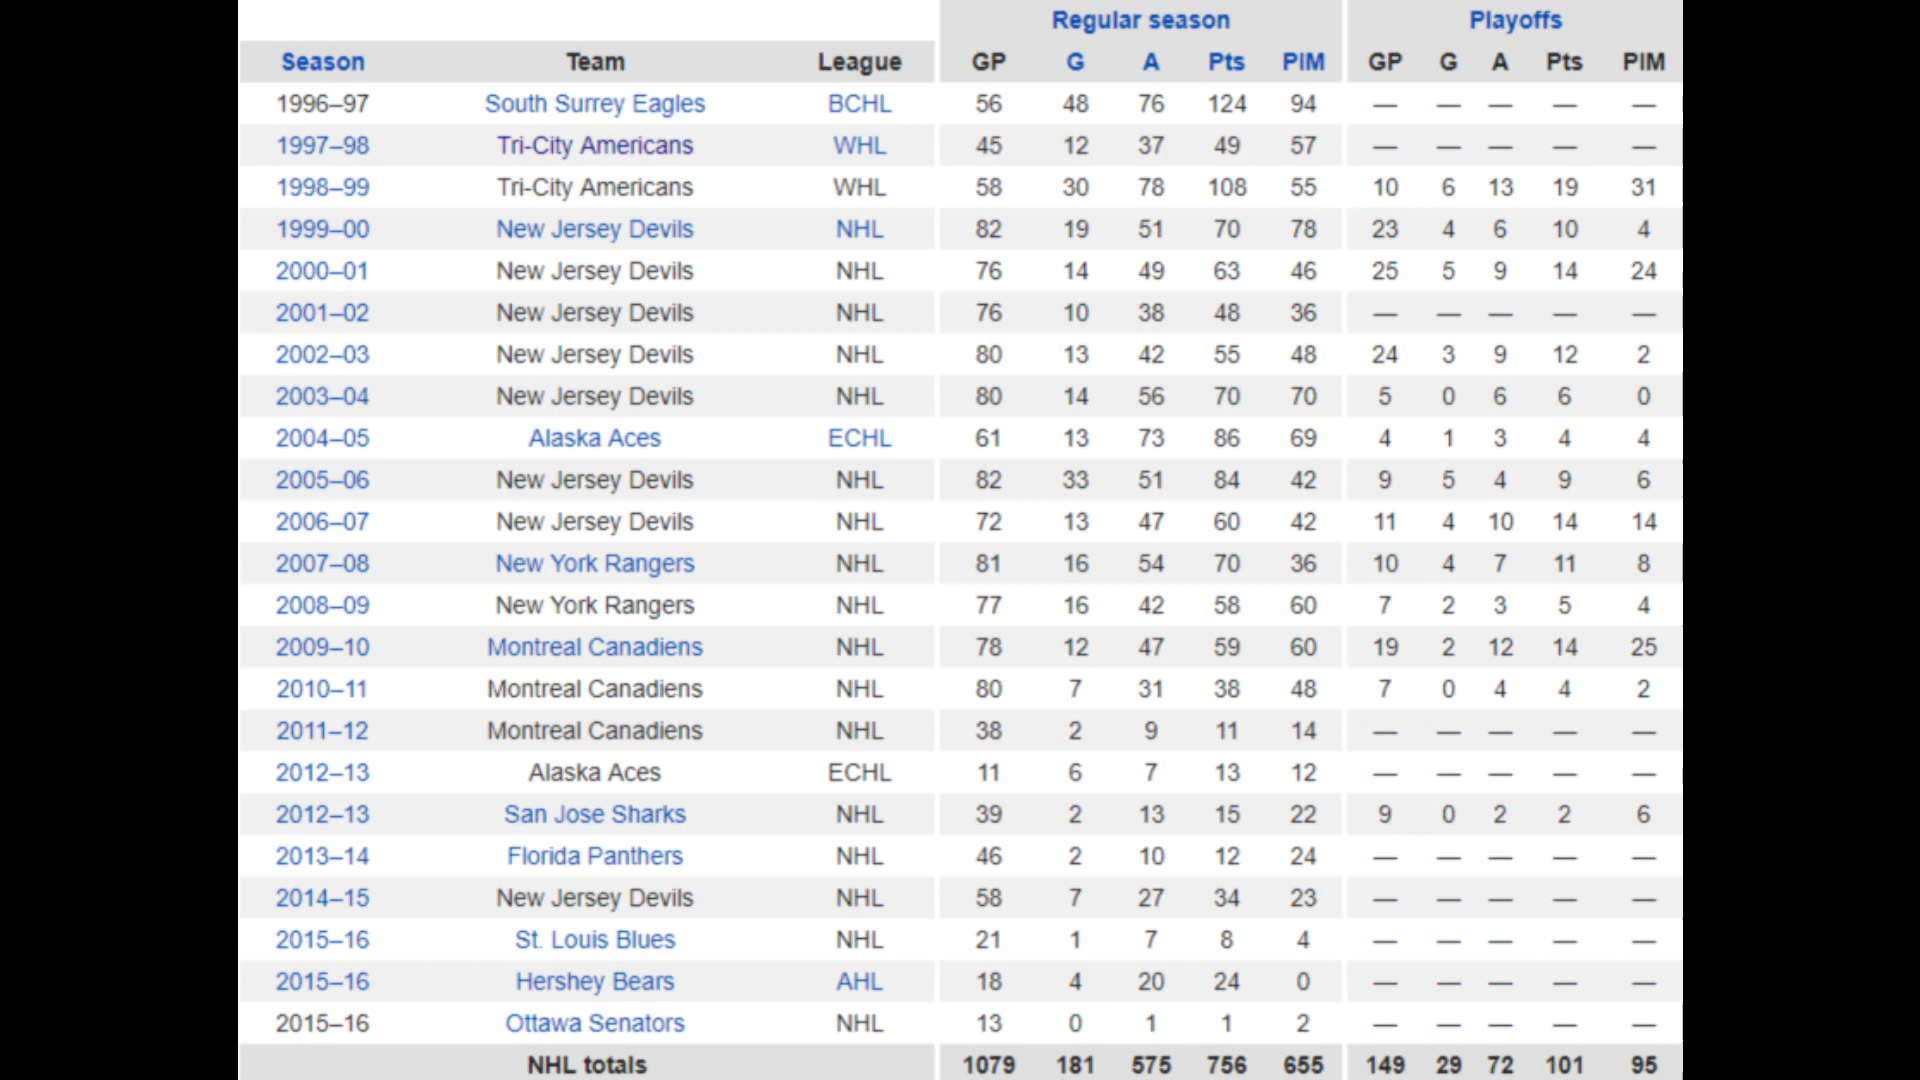 Regular season Playoffs
Season Team League GP G A Pts PIM GP G A Pts PIM
1996–97 South Surrey Eagles BCHL 56 48 76 124 94 — — — — —
1997–98 Tri-City Americans WHL 45 12 37 49 57 — — — — —
1998–99 Tri-City Americans WHL 58 30 78 108 55 10 6 13 19 31
1999–00 New Jersey Devils NHL 82 19 51 70 78 23 4 6 10 4
2000–01 New Jersey Devils NHL 76 14 49 63 46 25 5 9 14 24
2001–02 New Jersey Devils NHL 76 10 38 48 36 — — — — —
2002–03 New Jersey Devils NHL 80 13 42 55 48 24 3 9 12 2
2003–04 New Jersey Devils NHL 80 14 56 70 70 5 0 6 6 0
2004–05 Alaska Aces ECHL 61 13 73 86 69 4 1 3 4 4
2005–06 New Jersey Devils NHL 82 33 51 84 42 9 5 4 9 6
2006–07 New Jersey Devils NHL 72 13 47 60 42 11 4 10 14 14
2007–08 New York Rangers NHL 81 16 54 70 36 10 4 7 11 8
2008–09 New York Rangers NHL 77 16 42 58 60 7 2 3 5 4
2009–10 Montreal Canadiens NHL 78 12 47 59 60 19 2 12 14 25
2010–11 Montreal Canadiens NHL 80 7 31 38 48 7 0 4 4 2
2011–12 Montreal Canadiens NHL 38 2 9 11 14 — — — — —
2012–13 Alaska Aces ECHL 11 6 7 13 12 — — — — —
2012–13 San Jose Sharks NHL 39 2 13 15 22 9 0 2 2 6
2013–14 Florida Panthers NHL 46 2 10 12 24 — — — — —
2014–15 New Jersey Devils NHL 58 7 27 34 23 — — — — —
2015–16 St. Louis Blues NHL 21 1 7 8 4 — — — — —
2015–16 Hershey Bears AHL 18 4 20 24 0 — — — — —
2015–16 Ottawa Senators NHL 13 0 1 1 2 — — — — —
NHL totals 1079 181 575 756 655 149 29 72 101 95